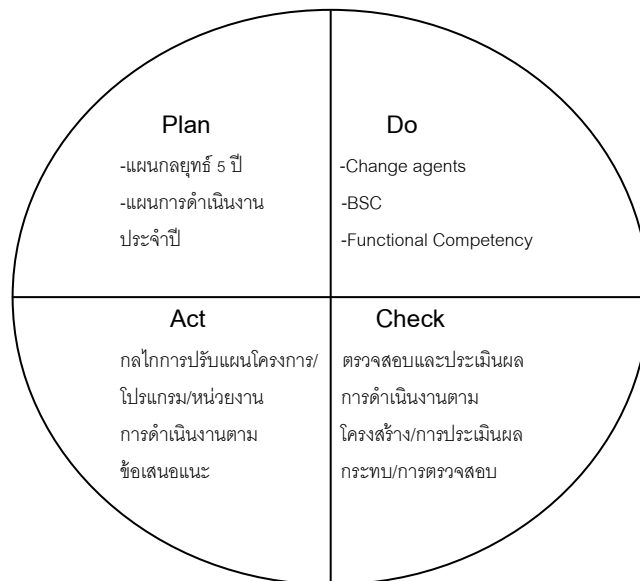 Plan
-แผนกลยุทธ์ 5 ปี
-แผนการดำเนินงาน
ประจำปี
Do
-Change agents
-BSC
-Functional Competency
Act
กลไกการปรับแผนโครงการ/
โปรแกรม/หน่วยงาน
การดำเนินงานตาม
ข้อเสนอแนะ
Check
ตรวจสอบและประเมินผล
การดำเนินงานตาม
โครงสร้าง/การประเมินผล
กระทบ/การตรวจสอบ